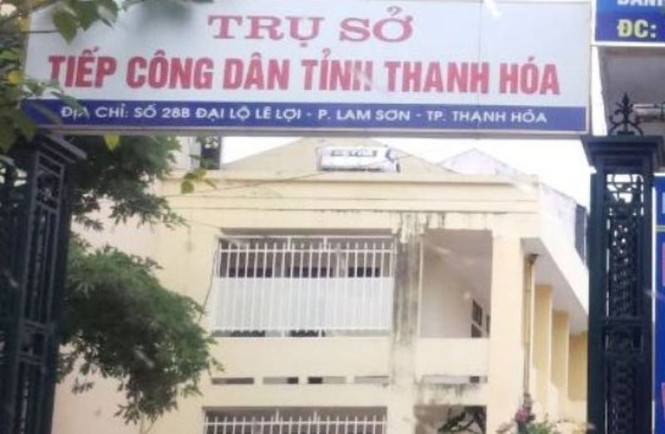 TRỤ SỞ
TIẾP CÔNG DÂN TỈNH THANH HÓA
ĐỊA CHỈ: SỐ 28B ĐẠI LỘ LÊ LỢI - P. LAM SƠN - TP. THANH HÓA
ĐC: